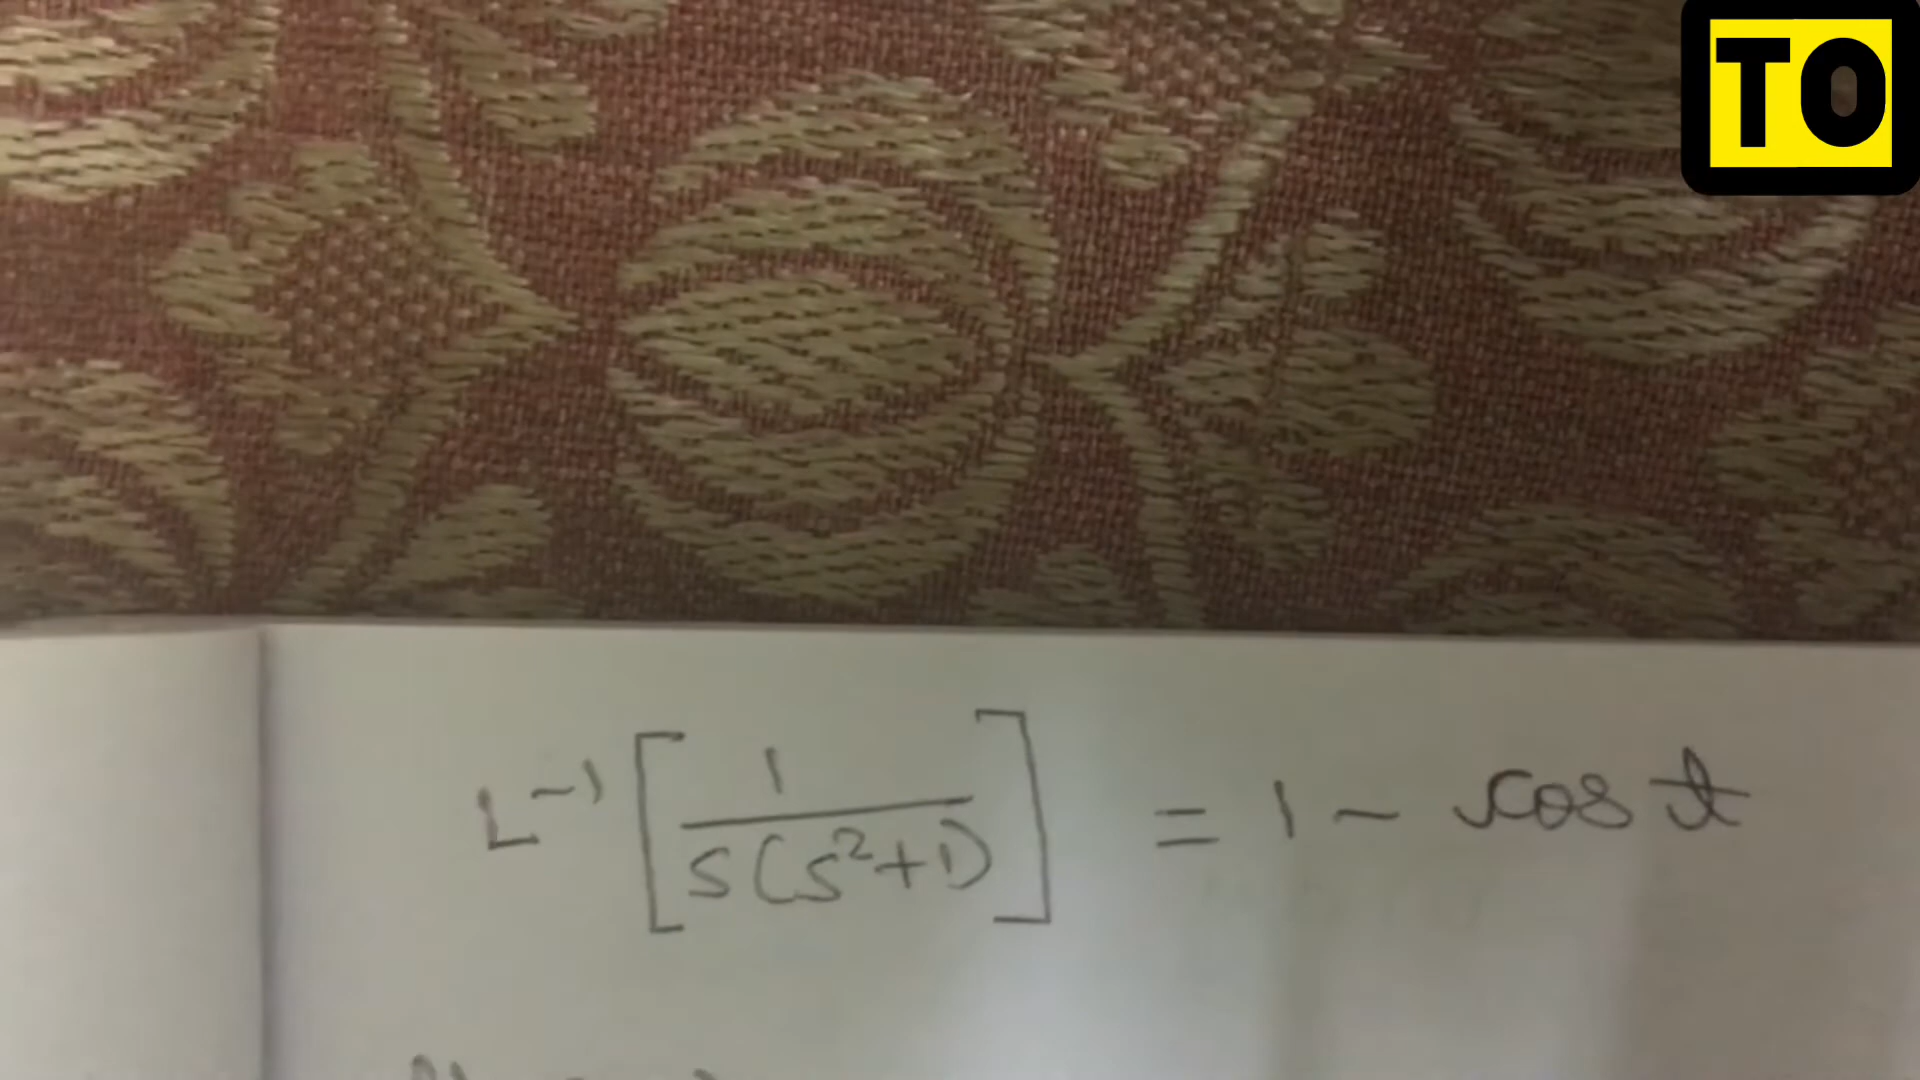 TO
L⁻¹ [ 1 / s(s²+1) ] = 1 - cos t